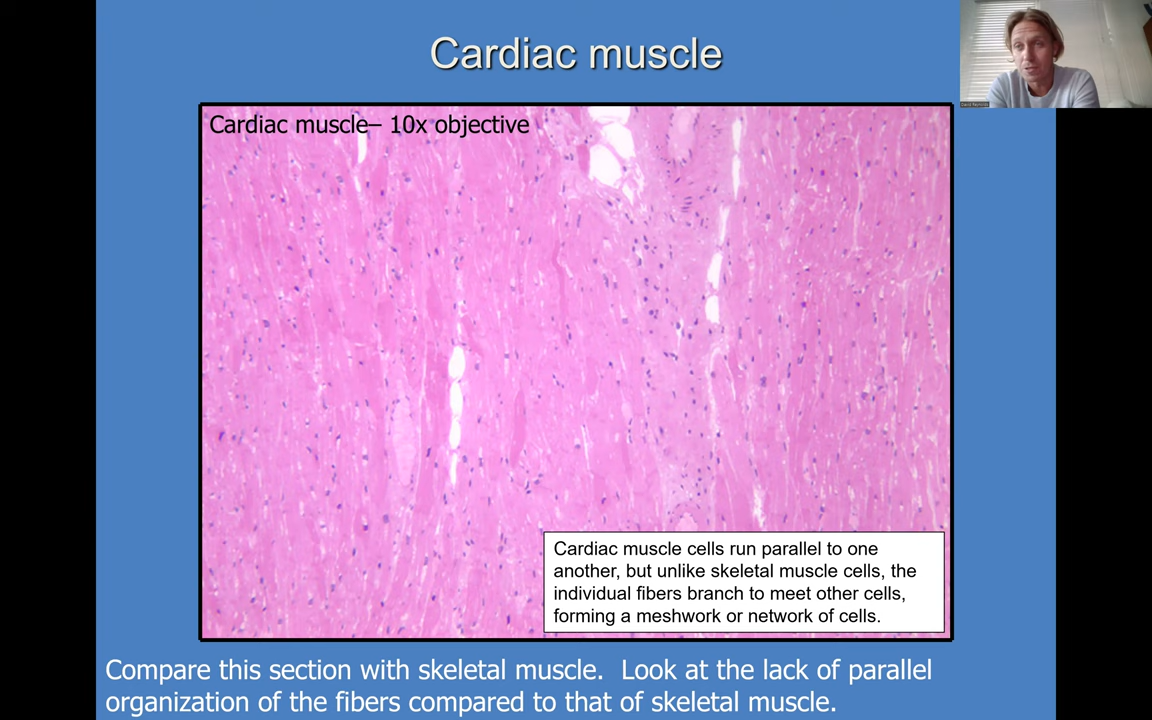 Cardiac muscle
Cardiac muscle– 10x objective
Cardiac muscle cells run parallel to one
another, but unlike skeletal muscle cells, the
individual fibers branch to meet other cells,
forming a meshwork or network of cells.
Compare this section with skeletal muscle.  Look at the lack of parallel
organization of the fibers compared to that of skeletal muscle.